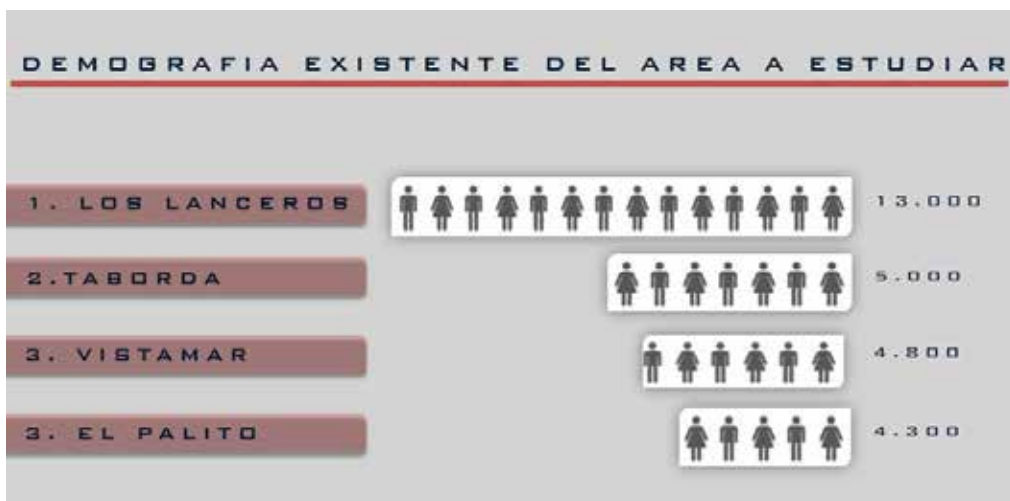 DEMOGRAFIA EXISTENTE DEL AREA A ESTUDIAR
1. LOS LANCEROS 13.000
2.TABORDA 5.000
3. VISTAMAR 4.800
3. EL PALITO 4.300